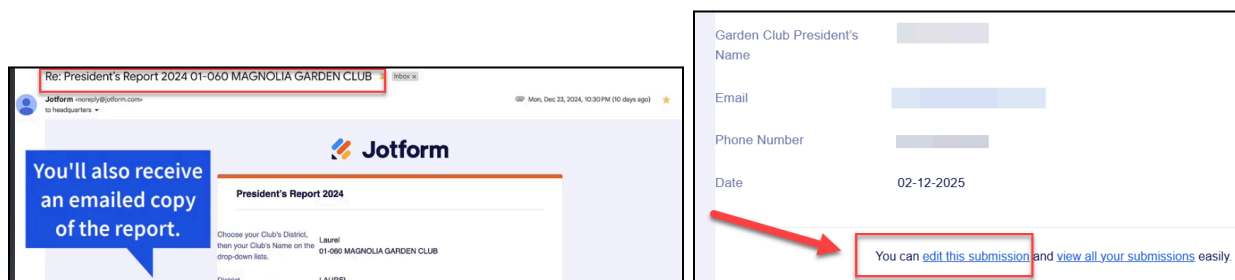 Re: President's Report 2024 01-060 MAGNOLIA GARDEN CLUB
Inbox x
Jotform <noreply@jotform.com>
to headquarters
Mon, Dec 23, 2024, 10:30 PM (10 days ago)
Jotform
You'll also receive
an emailed copy
of the report.
President's Report 2024
Choose your Club's District,
then your Club's Name on the
drop-down lists.
Laurel
01-060 MAGNOLIA GARDEN CLUB
District
LAUREL
Garden Club President's
Name
Email
Phone Number
Date
02-12-2025
You can edit this submission and view all your submissions easily.